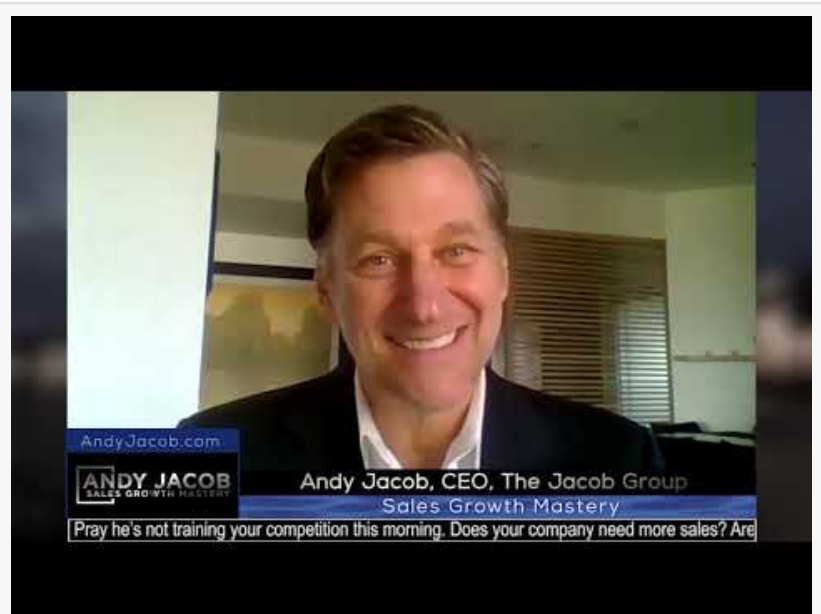 AndyJacob.com
ANDY JACOB
SALES GROWTH MASTERY
Andy Jacob, CEO, The Jacob Group
Sales Growth Mastery
Pray he's not training your competition this morning. Does your company need more sales? Are